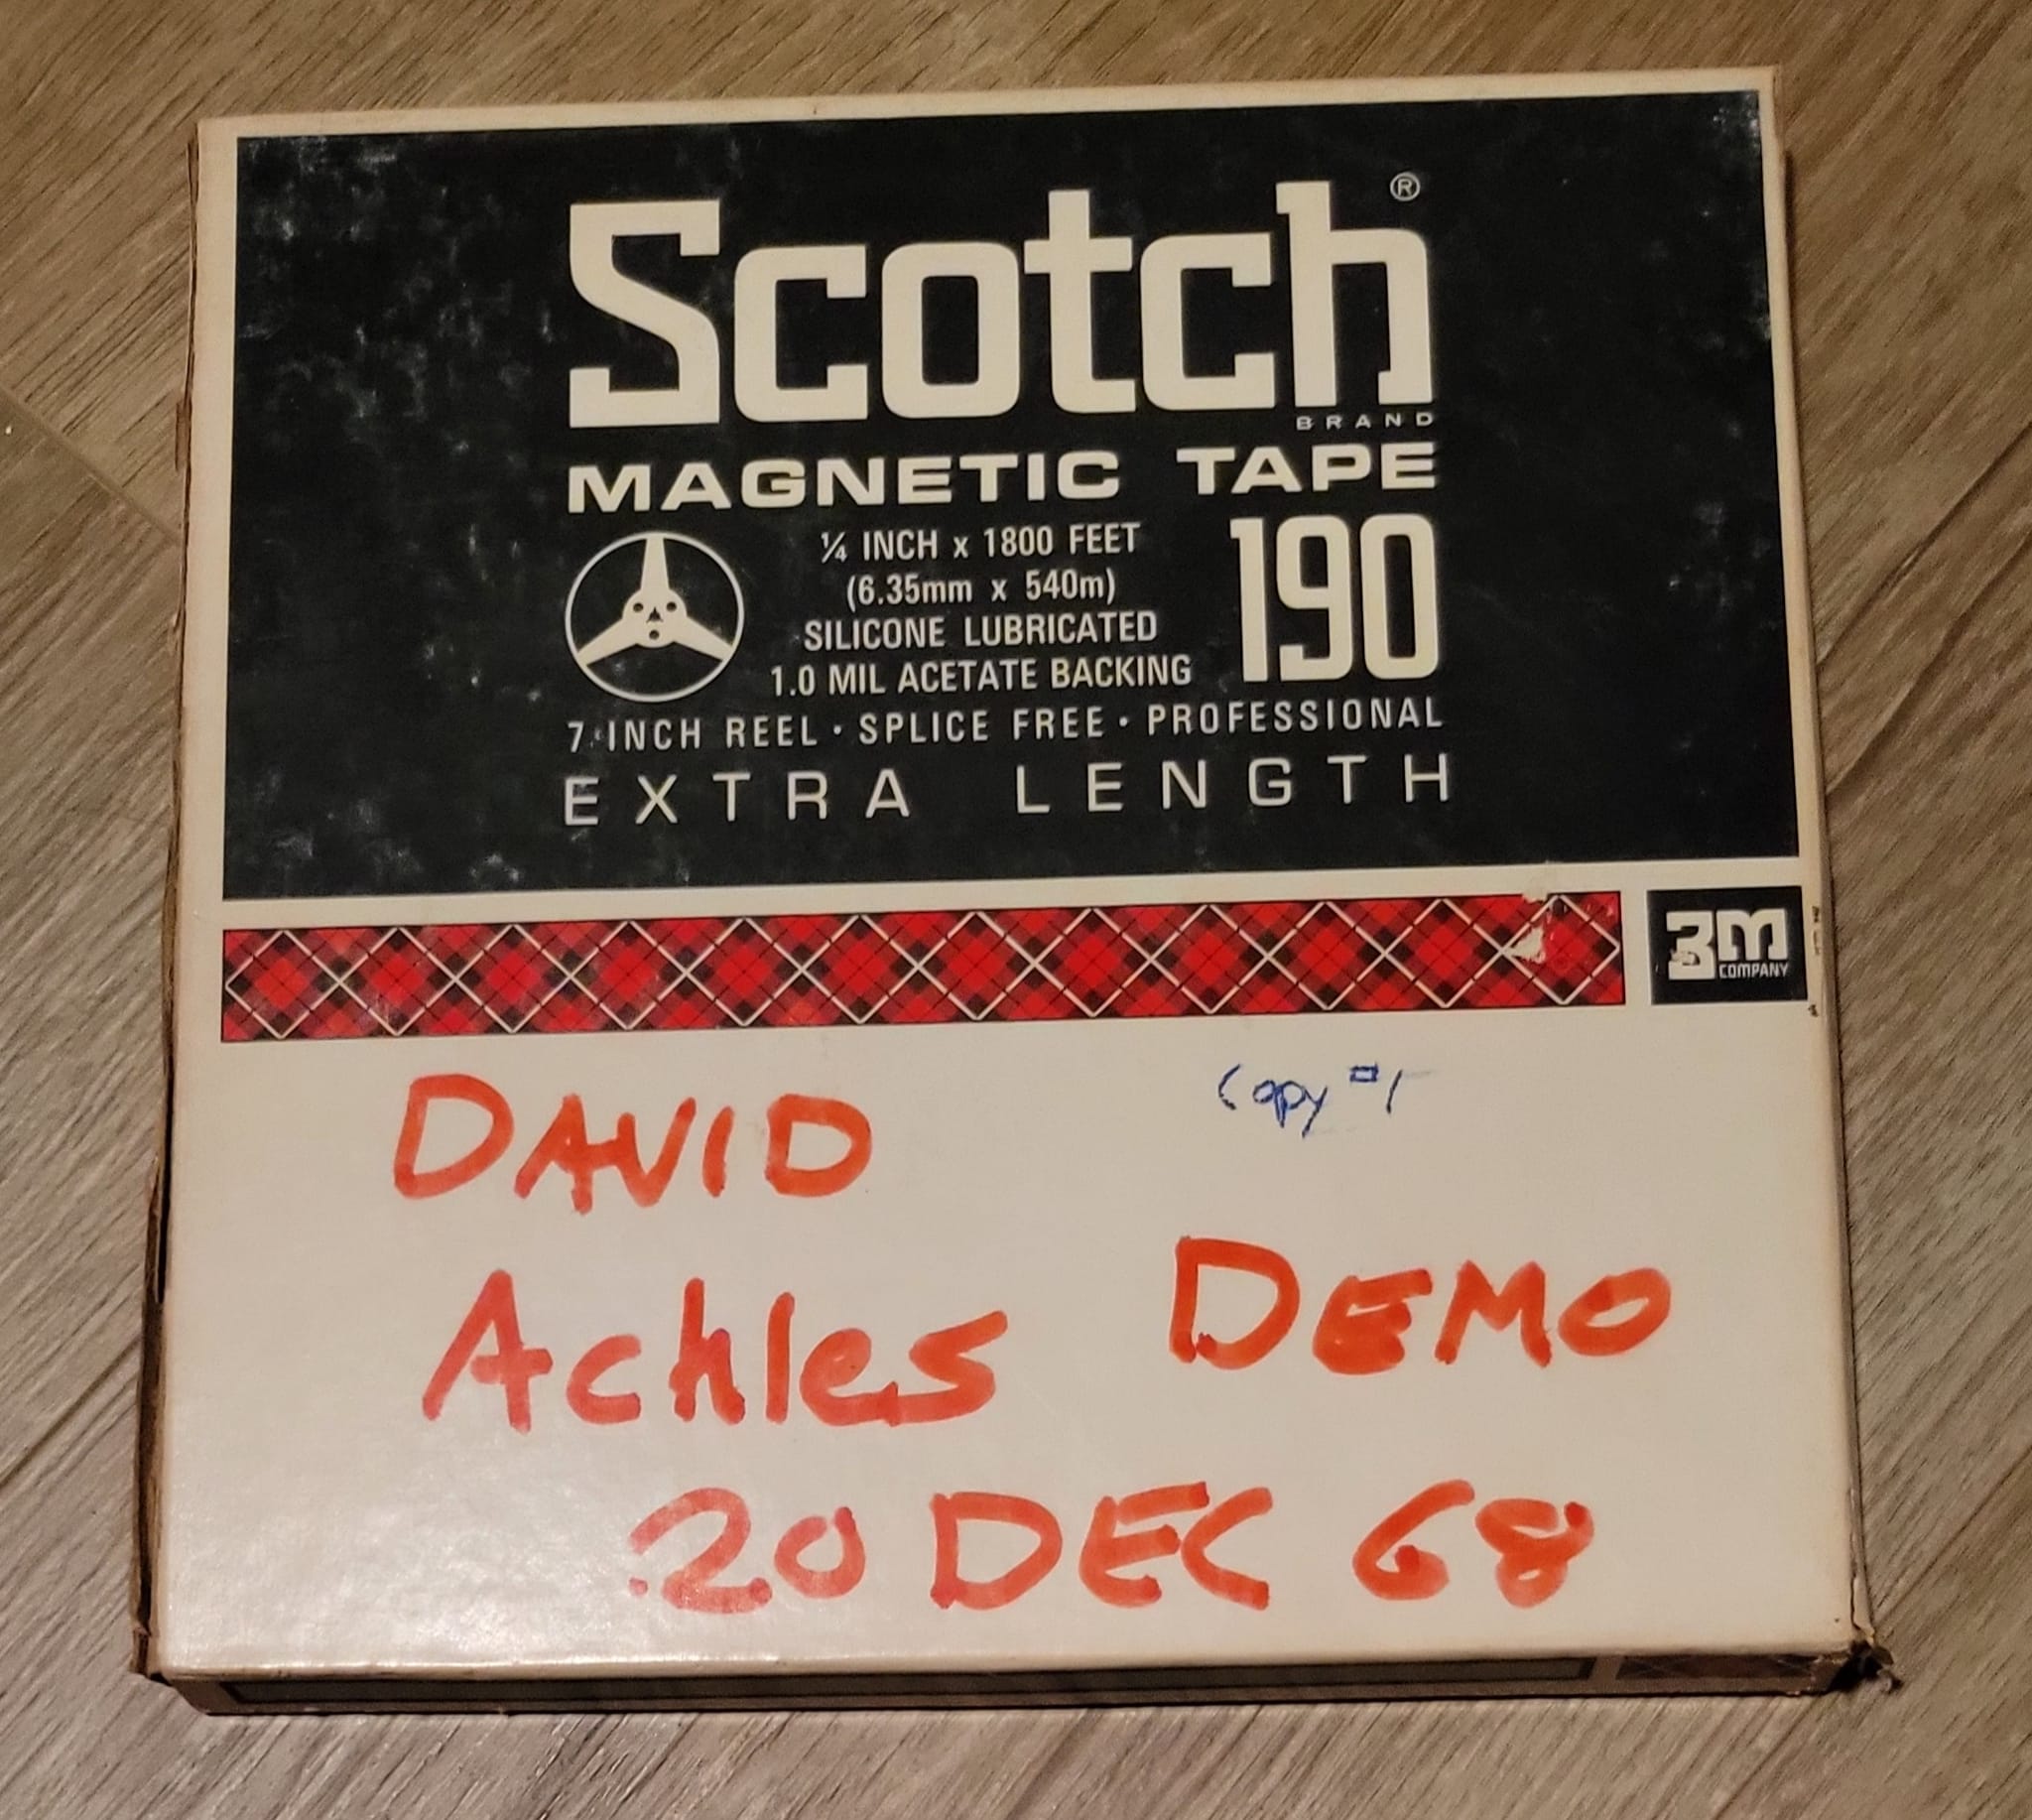 Scotch®
BRAND
MAGNETIC TAPE
¼ INCH x 1800 FEET
(6.35mm x 540m)
SILICONE LUBRICATED
1.0 MIL ACETATE BACKING
190
7 INCH REEL · SPLICE FREE · PROFESSIONAL
EXTRA LENGTH
3M
COMPANY
Copy #1
DAVID
Achles DEMO
20 DEC 68